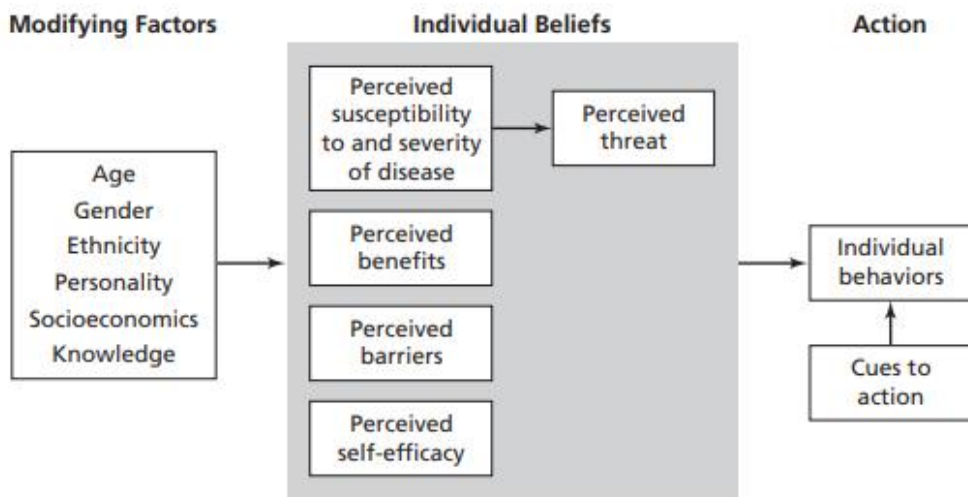 Modifying Factors
Individual Beliefs
Action
Age
Gender
Ethnicity
Personality
Socioeconomics
Knowledge
Perceived
susceptibility
to and severity
of disease
Perceived
threat
Perceived
benefits
Perceived
barriers
Perceived
self-efficacy
Individual
behaviors
Cues to
action